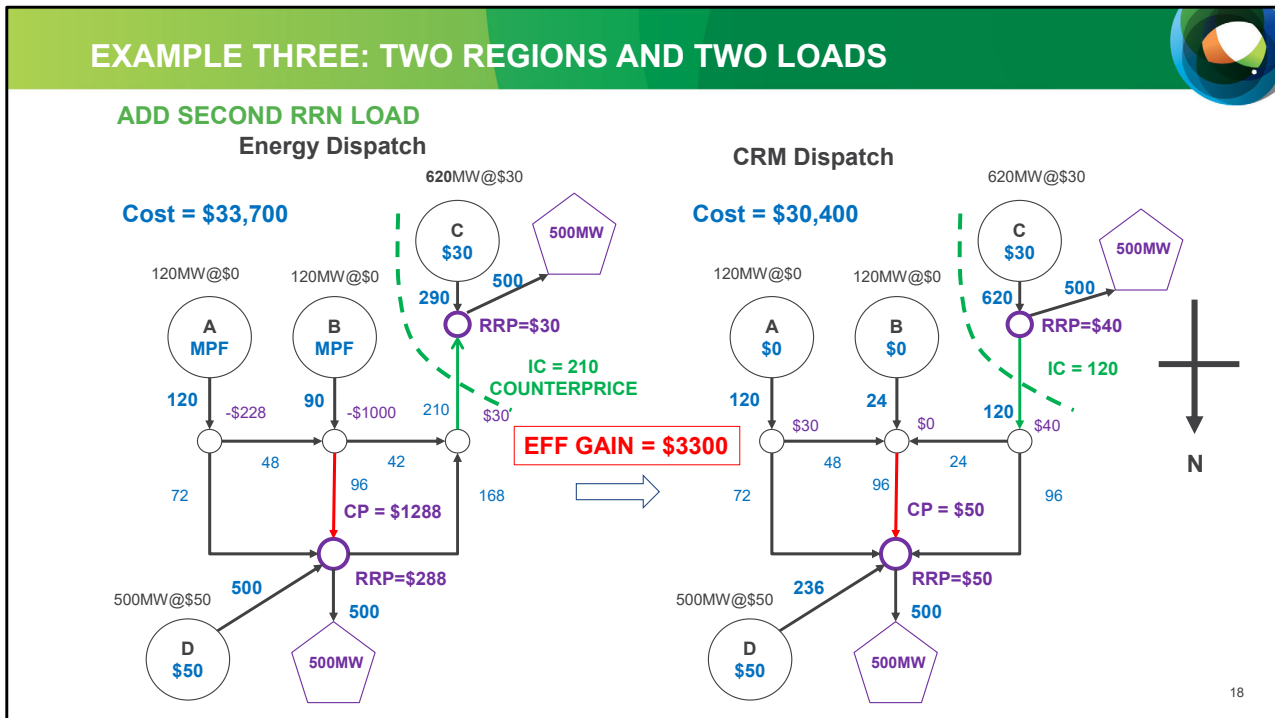 EXAMPLE THREE: TWO REGIONS AND TWO LOADS
ADD SECOND RRN LOAD
Energy Dispatch
620MW@$30
Cost = $33,700
C
$30
500MW
120MW@$0
120MW@$0
290
500
A
MPF
B
MPF
RRP=$30
IC = 210
COUNTERPRICE
120
-$228
90
-$1000
210
$30
48
42
72
96
168
CP = $1288
RRP=$288
500
500MW@$50
500
D
$50
500MW
EFF GAIN = $3300
CRM Dispatch
620MW@$30
Cost = $30,400
C
$30
500MW
120MW@$0
120MW@$0
620
500
A
$0
B
$0
RRP=$40
IC = 120
120
24
120
$30
$0
$40
48
24
72
96
96
CP = $50
RRP=$50
236
500MW@$50
500
D
$50
500MW
N
18